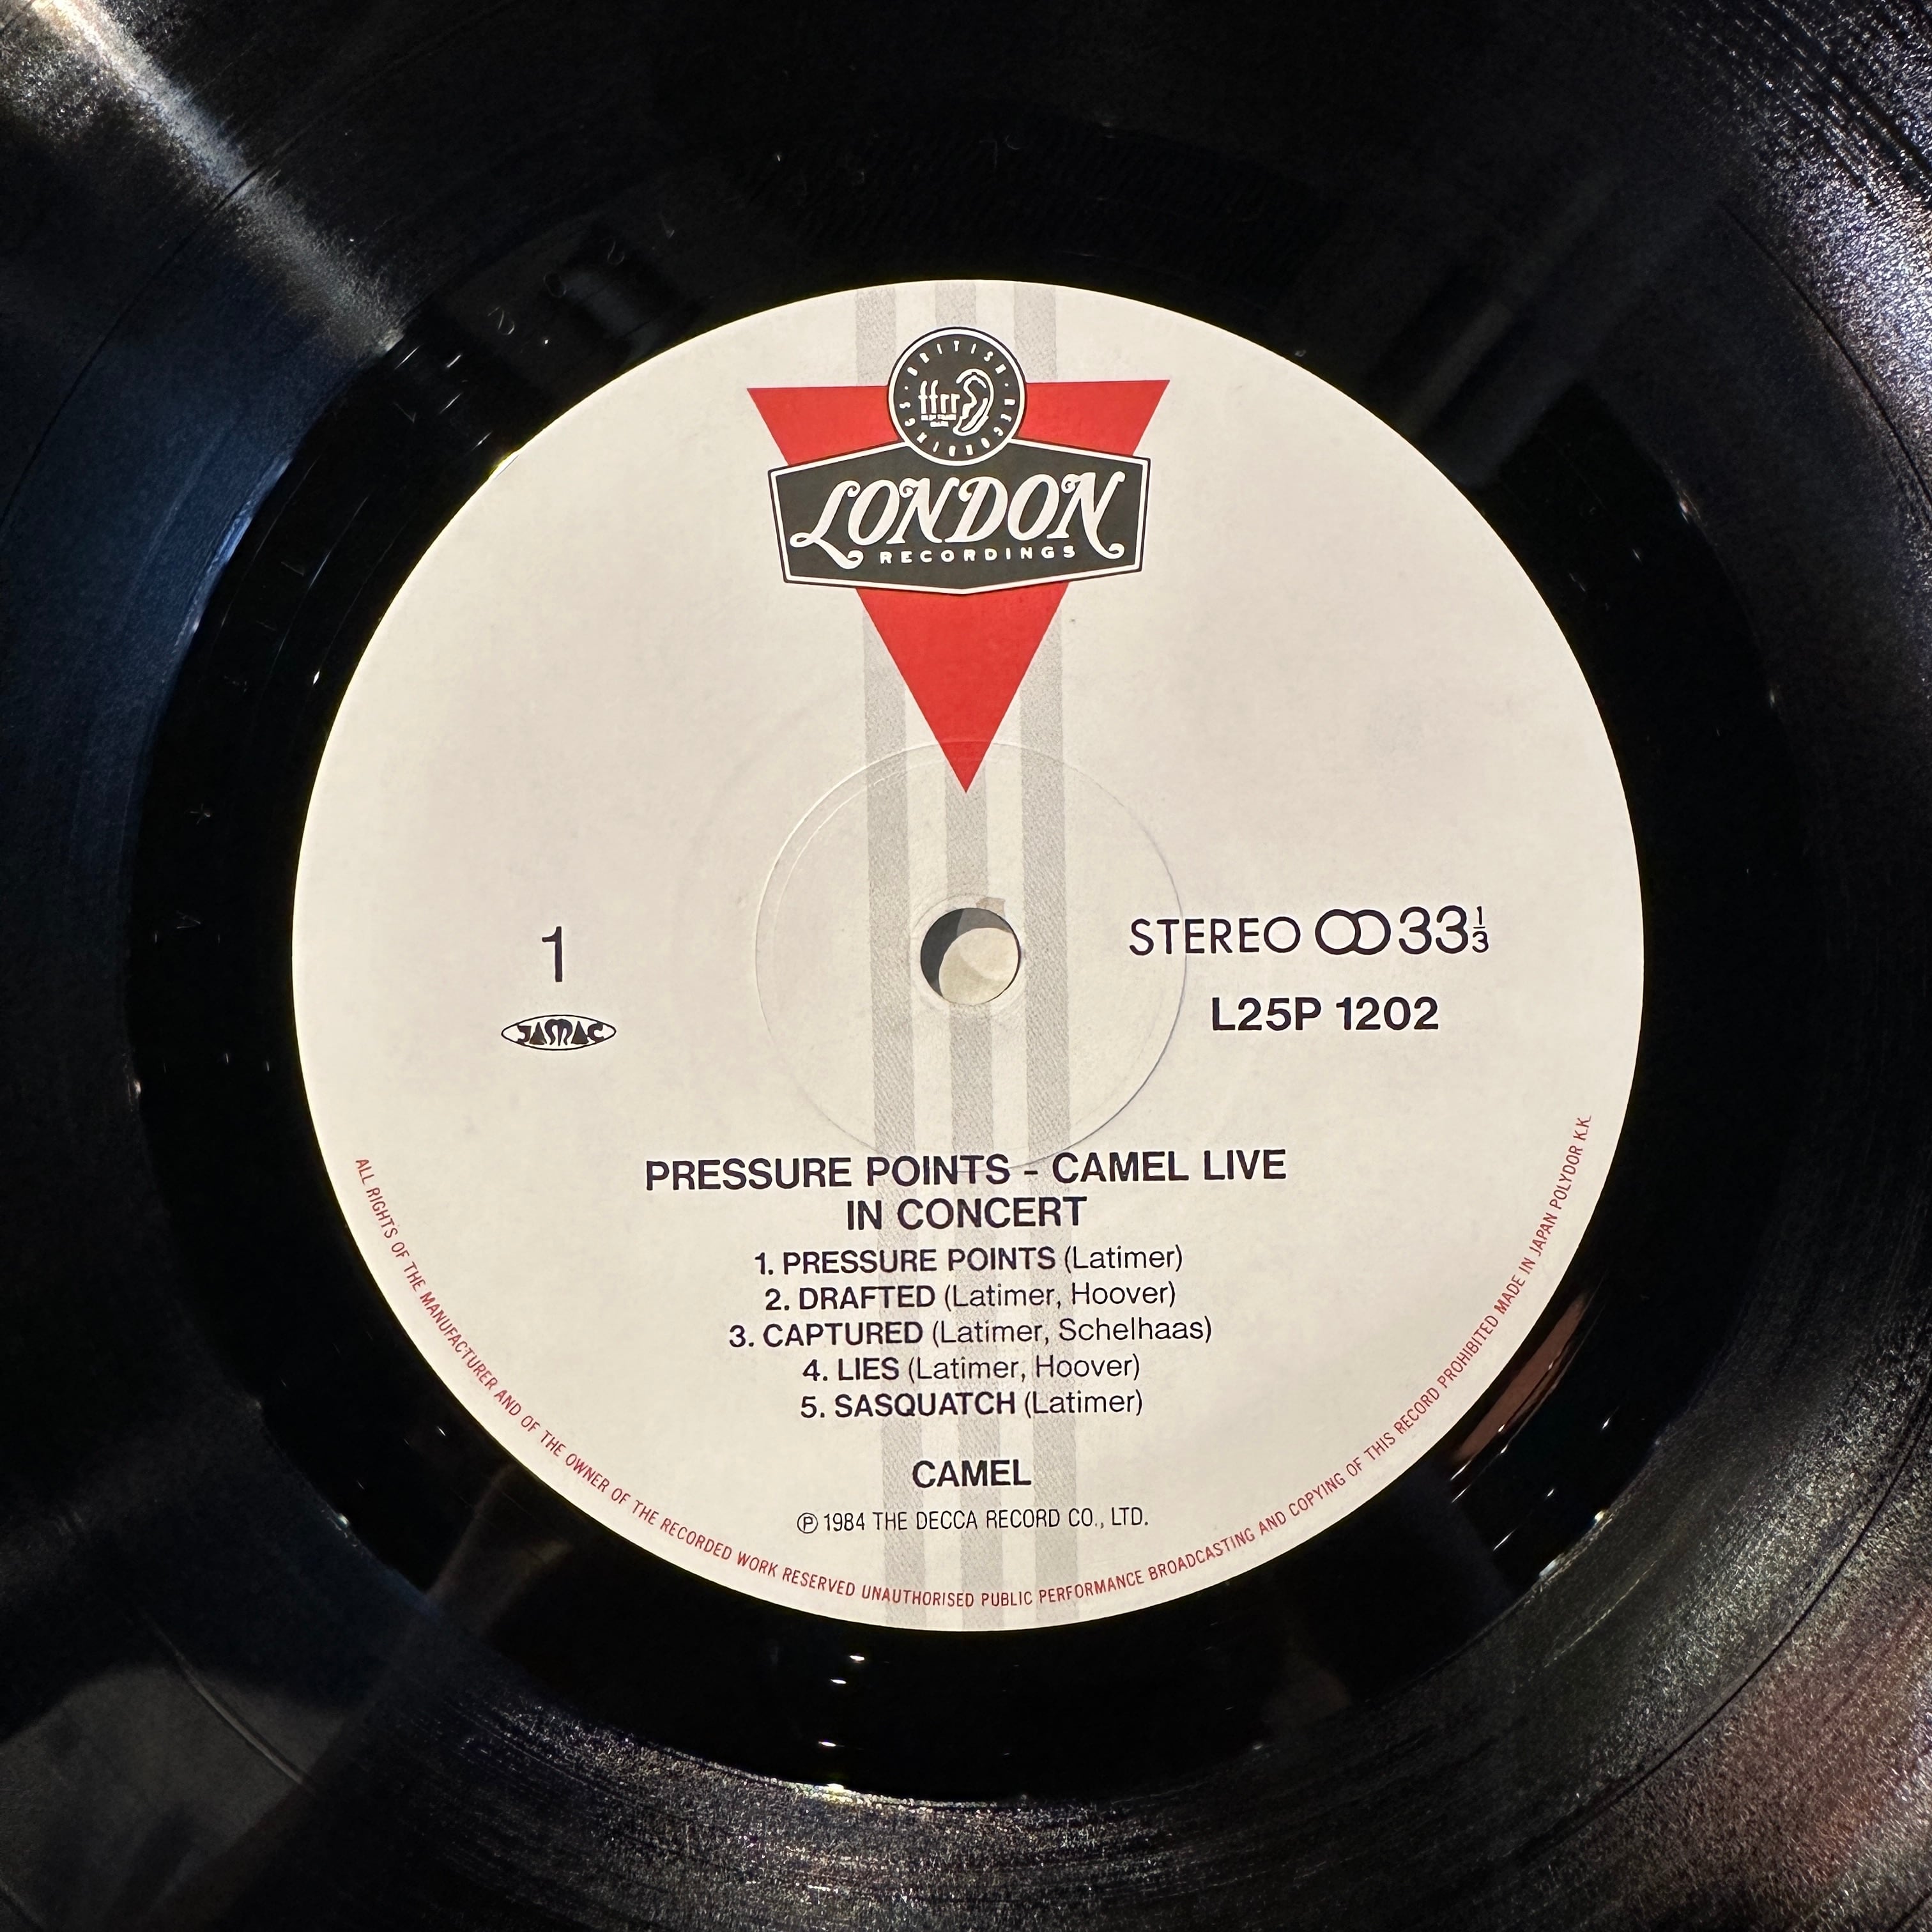 BRITISH · RECORDINGS ·
ffrr
LONDON
RECORDINGS
1
STEREO 33 1/3
JASRAC
L25P 1202
PRESSURE POINTS - CAMEL LIVE
IN CONCERT
1. PRESSURE POINTS (Latimer)
2. DRAFTED (Latimer, Hoover)
3. CAPTURED (Latimer, Schelhaas)
4. LIES (Latimer, Hoover)
5. SASQUATCH (Latimer)
CAMEL
℗ 1984 THE DECCA RECORD CO., LTD.
ALL RIGHTS OF THE MANUFACTURER AND OF THE OWNER OF THE RECORDED WORK RESERVED UNAUTHORISED PUBLIC PERFORMANCE BROADCASTING AND COPYING OF THIS RECORD PROHIBITED MADE IN JAPAN POLYDOR K.K.